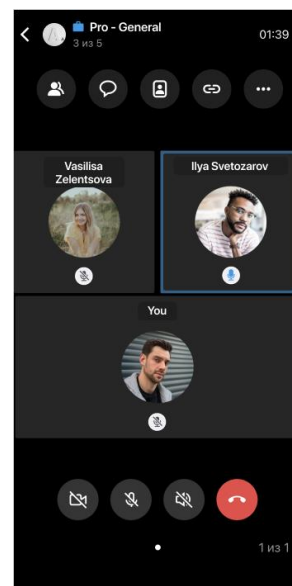 Pro - General
3 из 5
01:39
Vasilisa
Zelentsova
Ilya Svetozarov
You
1 из 1